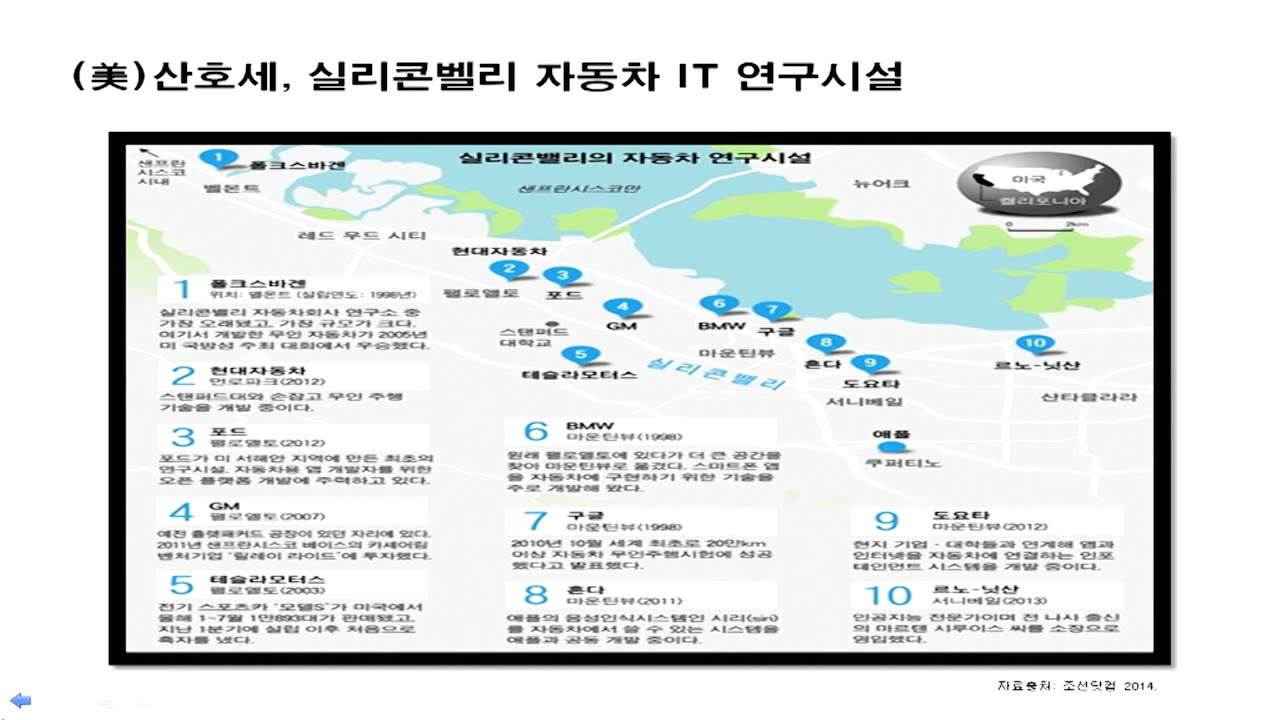 (美)산호세, 실리콘벨리 자동차 IT 연구시설
실리콘밸리의 자동차 연구시설
샌프란
시스코
시내
1
폴크스바겐
벨몬트
샌프란시스코만
뉴어크
미국
캘리포니아
0 2km
레드 우드 시티
현대자동차
2
3
팰로앨토
포드
4
GM
6
BMW
7
구글
스탠퍼드
대학교
5
테슬라모터스
마운틴뷰
실리콘밸리
8
혼다
9
도요타
서니베일
10
르노-닛산
산타클라라
애플
쿠퍼티노
1 폴크스바겐
위치: 벨몬트 (설립연도: 1998년)
실리콘밸리 자동차회사 연구소 중
가장 오래됐고, 가장 규모가 크다.
여기서 개발한 무인 자동차가 2005년
미 국방성 주최 대회에서 우승했다.
2 현대자동차
먼로파크(2012)
스탠퍼드대와 손잡고 무인 주행
기술을 개발 중이다.
3 포드
팰로앨토(2012)
포드가 미 서해안 지역에 만든 최초의
연구시설. 자동차용 앱 개발자를 위한
오픈 플랫폼 개발에 주력하고 있다.
4 GM
팰로앨토(2007)
예전 휼렛패커드 공장이 있던 자리에 있다.
2011년 샌프란시스코 베이스의 카셰어링
벤처기업 '릴레이 라이드'에 투자했다.
5 테슬라모터스
팰로앨토(2003)
전기 스포츠카 '모델S'가 미국에서
올해 1~7월 1만893대가 판매됐고,
지난 1분기에 설립 이후 처음으로
흑자를 냈다.
6 BMW
마운틴뷰(1998)
원래 팰로앨토에 있다가 더 큰 공간을
찾아 마운틴뷰로 옮겼다. 스마트폰 앱
을 자동차에 구현하기 위한 기술을
주로 개발해 왔다.
7 구글
마운틴뷰(1998)
2010년 10월 세계 최초로 20만km
이상 자동차 무인주행시험에 성공
했다고 발표했다.
8 혼다
마운틴뷰(2011)
애플의 음성인식시스템인 시리(siri)
를 자동차에서 쓸 수 있는 시스템을
애플과 공동 개발 중이다.
9 도요타
마운틴뷰(2012)
현지 기업·대학들과 연계해 앱과
인터넷을 자동차에 연결하는 인포
테인먼트 시스템을 개발 중이다.
10 르노-닛산
서니베일(2013)
인공지능 전문가이며 전 나사 출신
의 마르텐 시루이스 씨를 소장으로
영입했다.
자료출처: 조선닷컴 2014.